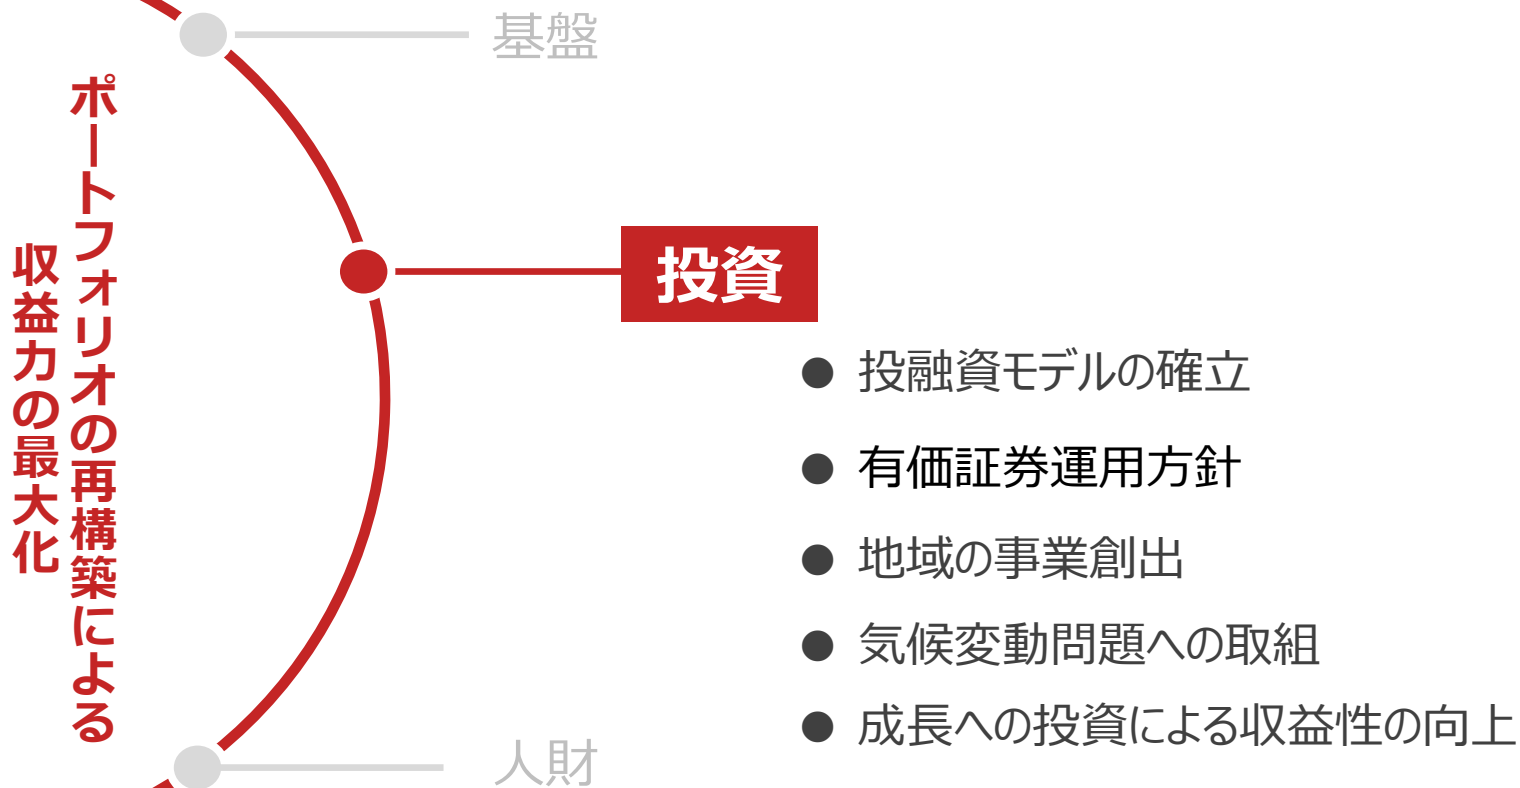 ポートフォリオの再構築による
収益力の最大化
基盤
投資
● 投融資モデルの確立
● 有価証券運用方針
● 地域の事業創出
● 気候変動問題への取組
● 成長への投資による収益性の向上
人財